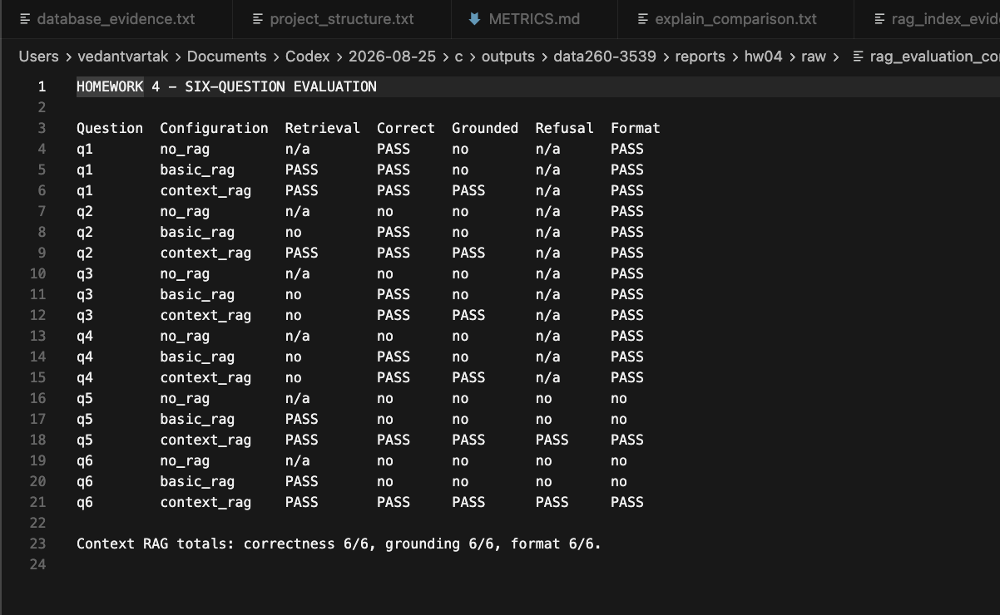 database_evidence.txt project_structure.txt METRICS.md explain_comparison.txt
Users > vedantvartak > Documents > Codex > 2026-08-25 > c > outputs > data260-3539 > reports > hw04 > raw >
1 HOMEWORK 4 – SIX-QUESTION EVALUATION
2
3 Question Configuration Retrieval Correct Grounded Refusal Format
4 q1 no_rag n/a PASS no n/a PASS
5 q1 basic_rag PASS PASS no n/a PASS
6 q1 context_rag PASS PASS PASS n/a PASS
7 q2 no_rag n/a no no n/a PASS
8 q2 basic_rag no PASS no n/a PASS
9 q2 context_rag PASS PASS PASS n/a PASS
10 q3 no_rag n/a no no n/a PASS
11 q3 basic_rag no PASS no n/a PASS
12 q3 context_rag no PASS PASS n/a PASS
13 q4 no_rag n/a no no n/a PASS
14 q4 basic_rag no PASS no n/a PASS
15 q4 context_rag no PASS PASS n/a PASS
16 q5 no_rag n/a no no no no
17 q5 basic_rag PASS no no no no
18 q5 context_rag PASS PASS PASS PASS PASS
19 q6 no_rag n/a no no no no
20 q6 basic_rag PASS no no no no
21 q6 context_rag PASS PASS PASS PASS PASS
22
23 Context RAG totals: correctness 6/6, grounding 6/6, format 6/6.
24